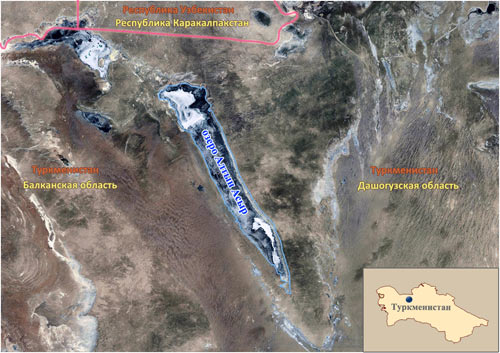 Республика Узбекистан
Республика Каракалпакстан
озеро Алтын Асыр
Туркменистан
Балканская область
Туркменистан
Дашогузская область
Туркменистан